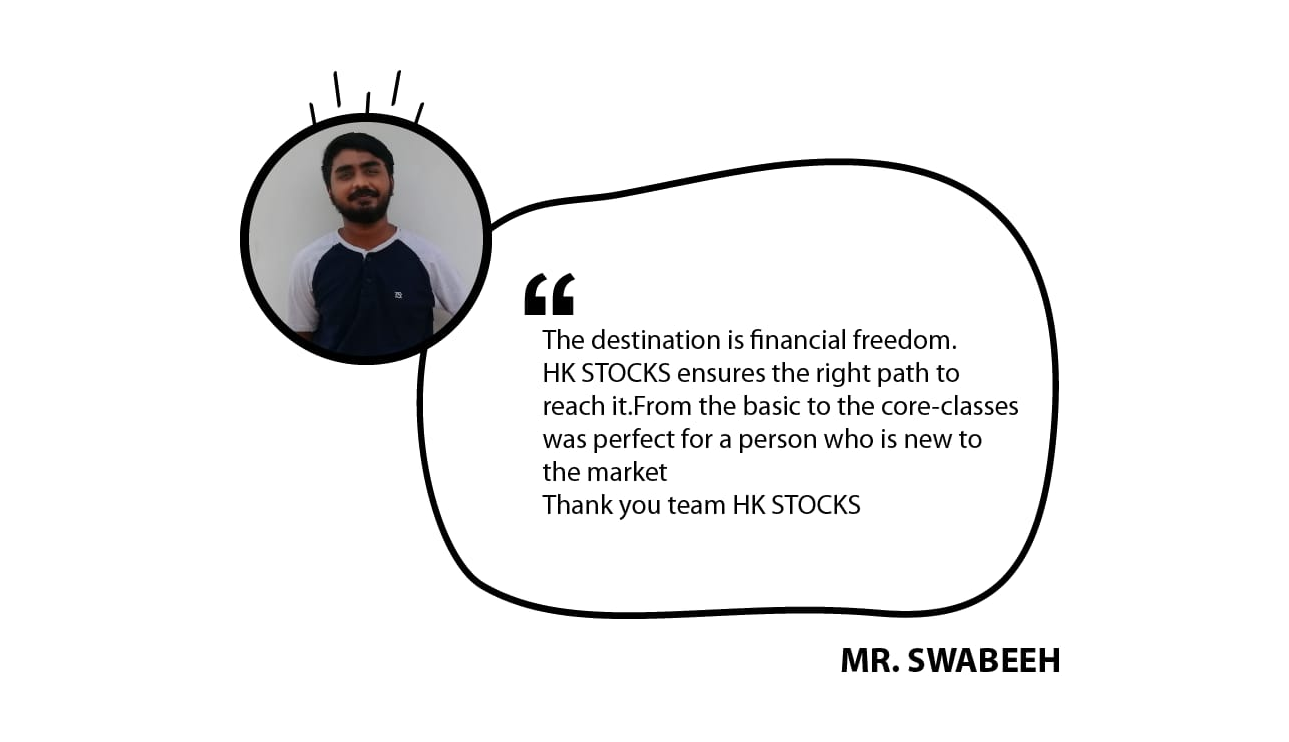 “
The destination is financial freedom.
HK STOCKS ensures the right path to
reach it.From the basic to the core-classes
was perfect for a person who is new to
the market
Thank you team HK STOCKS
MR. SWABEEH